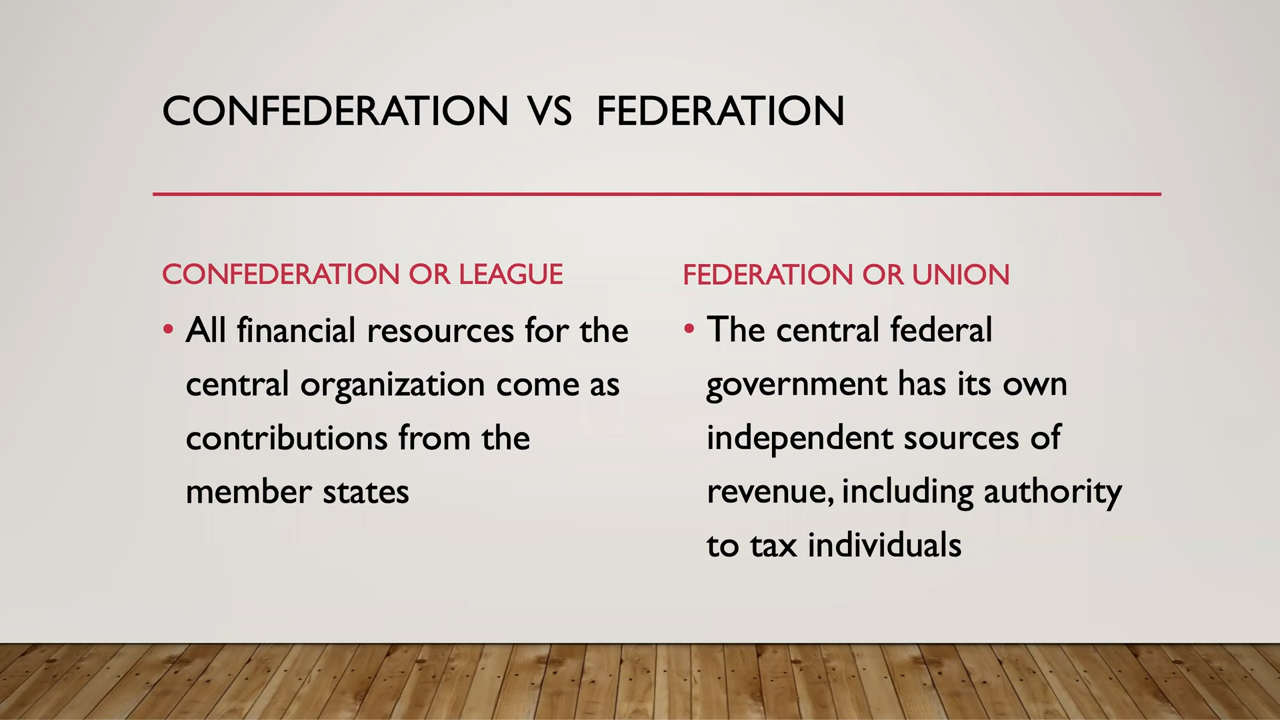 CONFEDERATION VS FEDERATION
CONFEDERATION OR LEAGUE
• All financial resources for the
central organization come as
contributions from the
member states
FEDERATION OR UNION
• The central federal
government has its own
independent sources of
revenue, including authority
to tax individuals